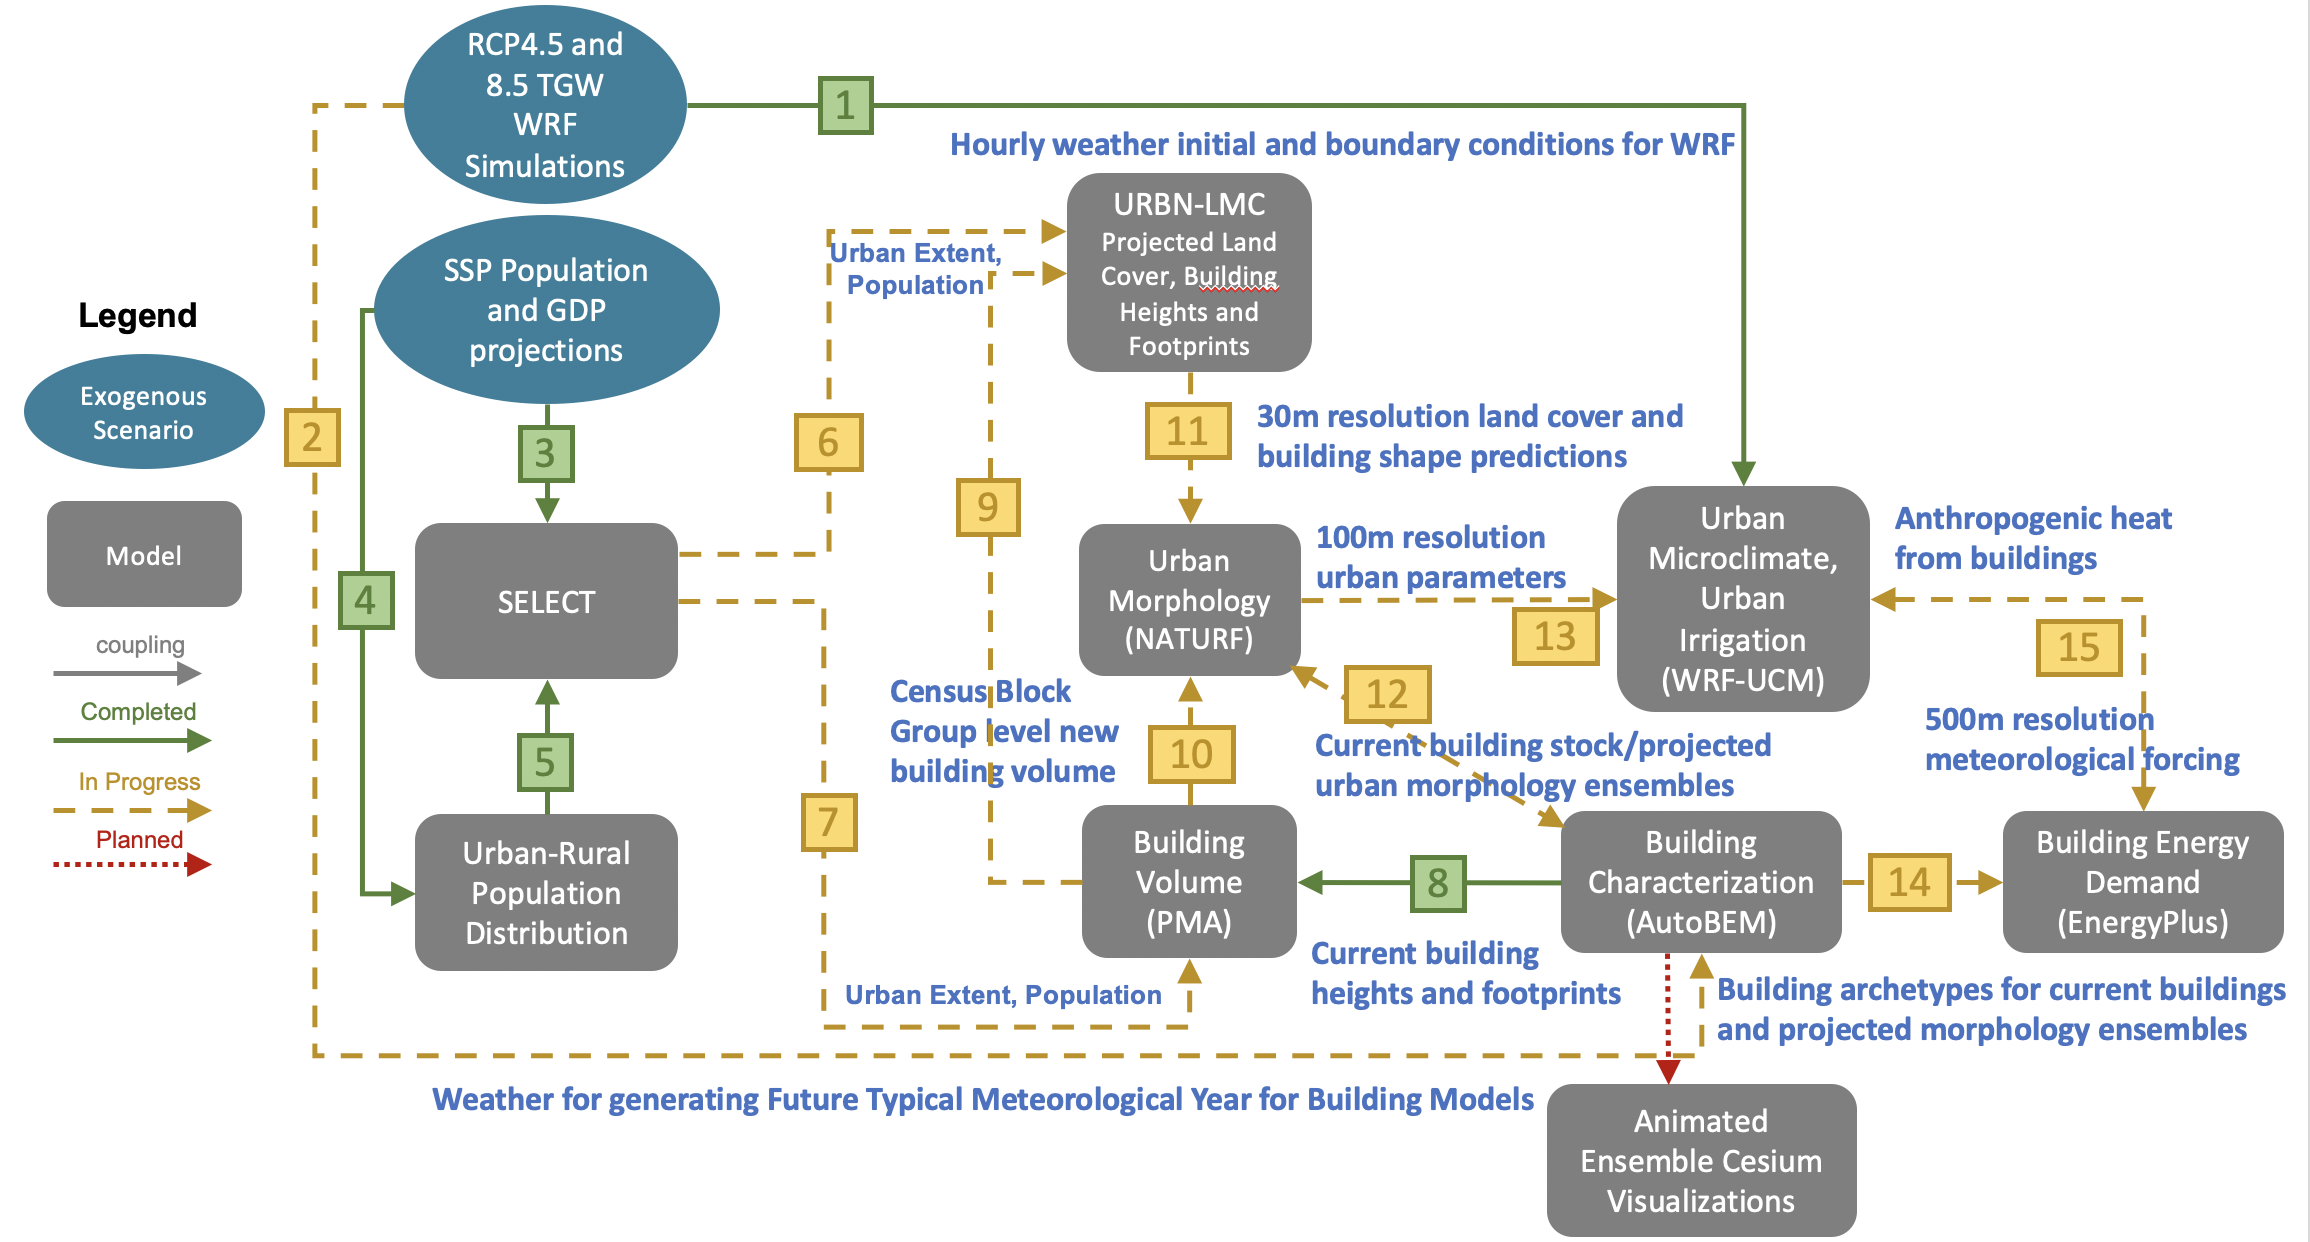 RCP4.5 and
8.5 TGW
WRF
Simulations
1
Hourly weather initial and boundary conditions for WRF
SSP Population
and GDP
projections
Urban Extent,
Population
URBN-LMC
Projected Land
Cover, Building
Heights and
Footprints
Legend
Exogenous
Scenario
Model
coupling
Completed
In Progress
Planned
2
3
4
5
6
7
9
11
30m resolution land cover and
building shape predictions
SELECT
Urban-Rural
Population
Distribution
Urban
Morphology
(NATURF)
100m resolution
urban parameters
13
Urban
Microclimate,
Urban
Irrigation
(WRF-UCM)
Anthropogenic heat
from buildings
15
500m resolution
meteorological forcing
Census Block
Group level new
building volume
10
12
Current building stock/projected
urban morphology ensembles
Building
Volume
(PMA)
8
Building
Characterization
(AutoBEM)
14
Building Energy
Demand
(EnergyPlus)
Urban Extent, Population
Current building
heights and footprints
Building archetypes for current buildings
and projected morphology ensembles
Weather for generating Future Typical Meteorological Year for Building Models
Animated
Ensemble Cesium
Visualizations